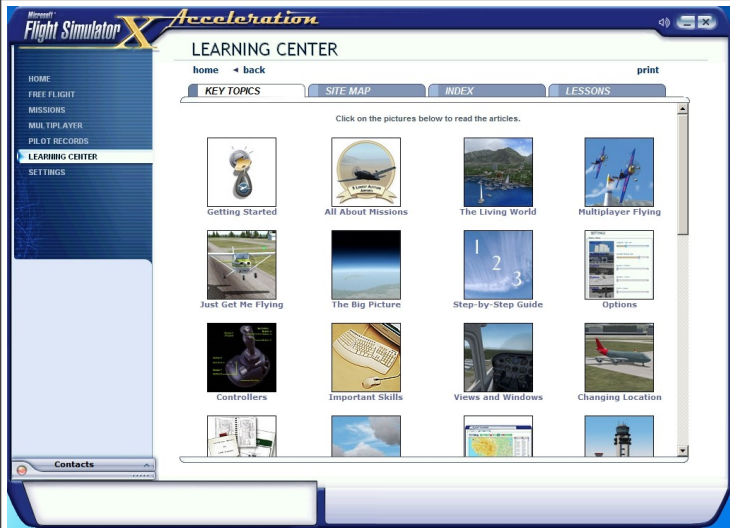 Microsoft
Flight Simulator X
Acceleration
LEARNING CENTER
home ◄ back
print
HOME
FREE FLIGHT
MISSIONS
MULTIPLAYER
PILOT RECORDS
LEARNING CENTER
SETTINGS
KEY TOPICS SITE MAP INDEX LESSONS
Click on the pictures below to read the articles.
Getting Started All About Missions The Living World Multiplayer Flying
1 2 3
SETTINGS
Just Get Me Flying The Big Picture Step-by-Step Guide Options
Controllers Important Skills Views and Windows Changing Location
Contacts